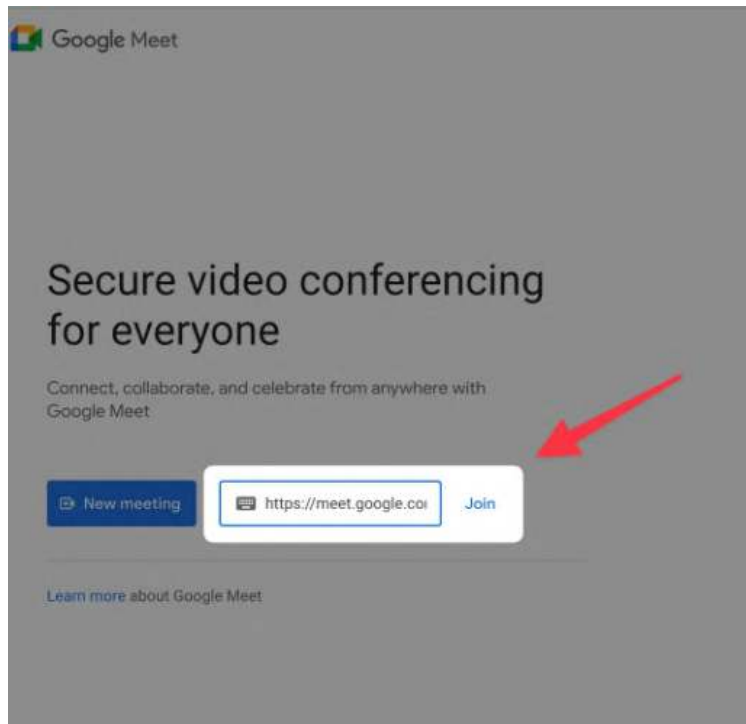 Google Meet
Secure video conferencing
for everyone
Connect, collaborate, and celebrate from anywhere with
Google Meet
New meeting
https://meet.google.co
Join
Learn more about Google Meet